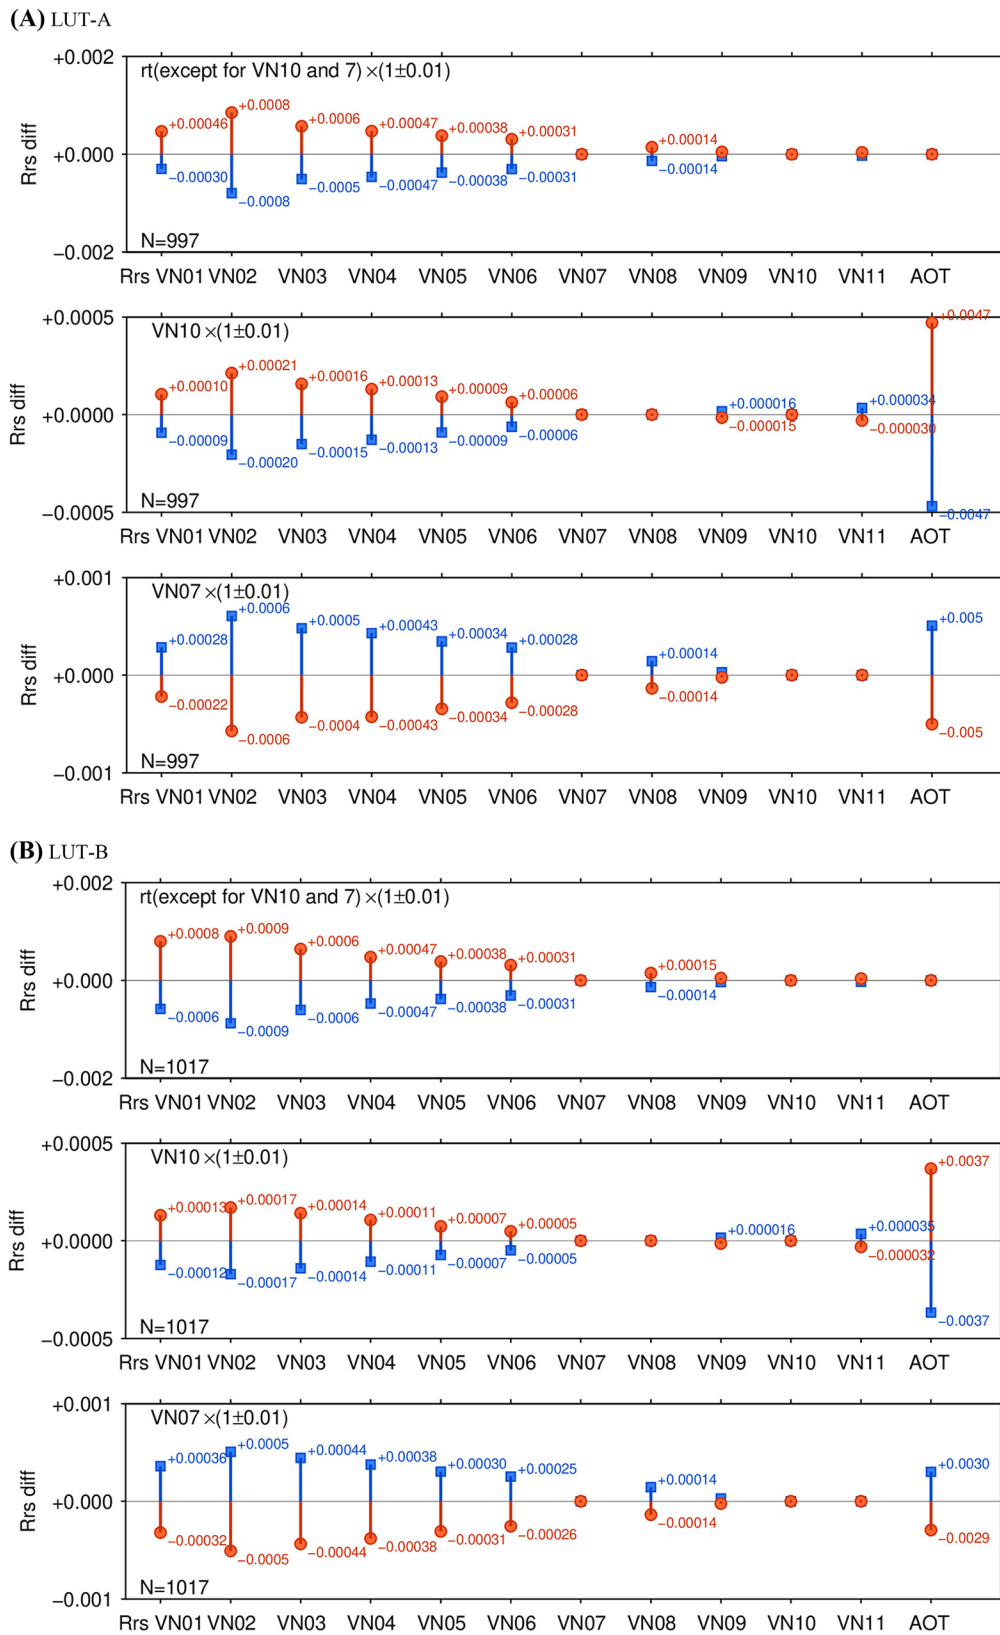 (A) LUT-A
rt(except for VN10 and 7) ×(1±0.01)
+0.002
+0.000
−0.002
Rrs diff
+0.00046 +0.0008 +0.0006 +0.00047 +0.00038 +0.00031 +0.00014
−0.00030 −0.0008 −0.0005 −0.00047 −0.00038 −0.00031 −0.00014
N=997
Rrs VN01 VN02 VN03 VN04 VN05 VN06 VN07 VN08 VN09 VN10 VN11 AOT
VN10 ×(1±0.01)
+0.0005
+0.0000
−0.0005
Rrs diff
+0.00010 +0.00021 +0.00016 +0.00013 +0.00009 +0.00006 +0.000016 +0.000034 +0.0047
−0.00009 −0.00020 −0.00015 −0.00013 −0.00009 −0.00006 −0.000015 −0.000030 −0.0047
N=997
Rrs VN01 VN02 VN03 VN04 VN05 VN06 VN07 VN08 VN09 VN10 VN11 AOT
VN07 ×(1±0.01)
+0.001
+0.000
−0.001
Rrs diff
+0.00028 +0.0006 +0.0005 +0.00043 +0.00034 +0.00028 +0.00014 +0.005
−0.00022 −0.0006 −0.0004 −0.00043 −0.00034 −0.00028 −0.00014 −0.005
N=997
Rrs VN01 VN02 VN03 VN04 VN05 VN06 VN07 VN08 VN09 VN10 VN11 AOT
(B) LUT-B
rt(except for VN10 and 7) ×(1±0.01)
+0.002
+0.000
−0.002
Rrs diff
+0.0008 +0.0009 +0.0006 +0.00047 +0.00038 +0.00031 +0.00015
−0.0006 −0.0009 −0.0006 −0.00047 −0.00038 −0.00031 −0.00014
N=1017
Rrs VN01 VN02 VN03 VN04 VN05 VN06 VN07 VN08 VN09 VN10 VN11 AOT
VN10 ×(1±0.01)
+0.0005
+0.0000
−0.0005
Rrs diff
+0.00013 +0.00017 +0.00014 +0.00011 +0.00007 +0.00005 +0.000016 +0.000035 +0.0037
−0.00012 −0.00017 −0.00014 −0.00011 −0.00007 −0.00005 −0.000032 −0.0037
N=1017
Rrs VN01 VN02 VN03 VN04 VN05 VN06 VN07 VN08 VN09 VN10 VN11 AOT
VN07 ×(1±0.01)
+0.001
+0.000
−0.001
Rrs diff
+0.00036 +0.0005 +0.00044 +0.00038 +0.00030 +0.00025 +0.00014 +0.0030
−0.00032 −0.0005 −0.00044 −0.00038 −0.00031 −0.00026 −0.00014 −0.0029
N=1017
Rrs VN01 VN02 VN03 VN04 VN05 VN06 VN07 VN08 VN09 VN10 VN11 AOT